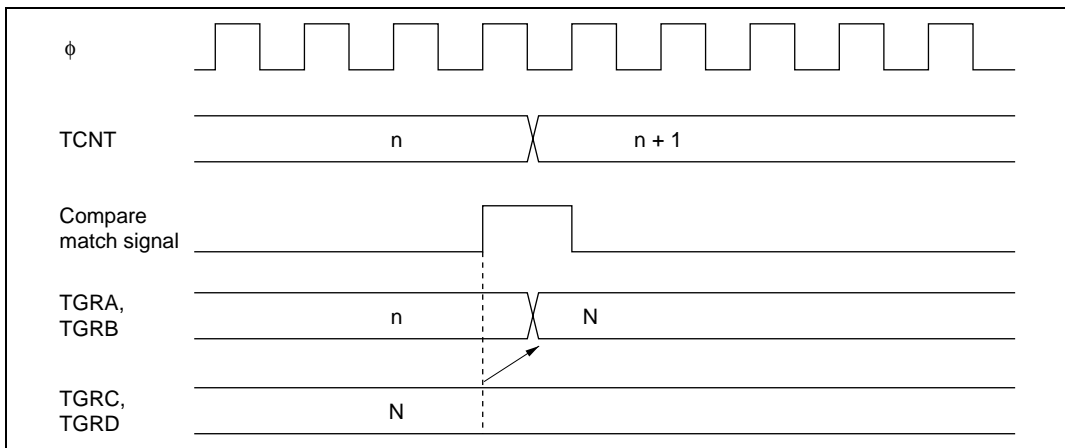 ϕ
TCNT
n
n + 1
Compare
match signal
TGRA,
TGRB
n
N
TGRC,
TGRD
N